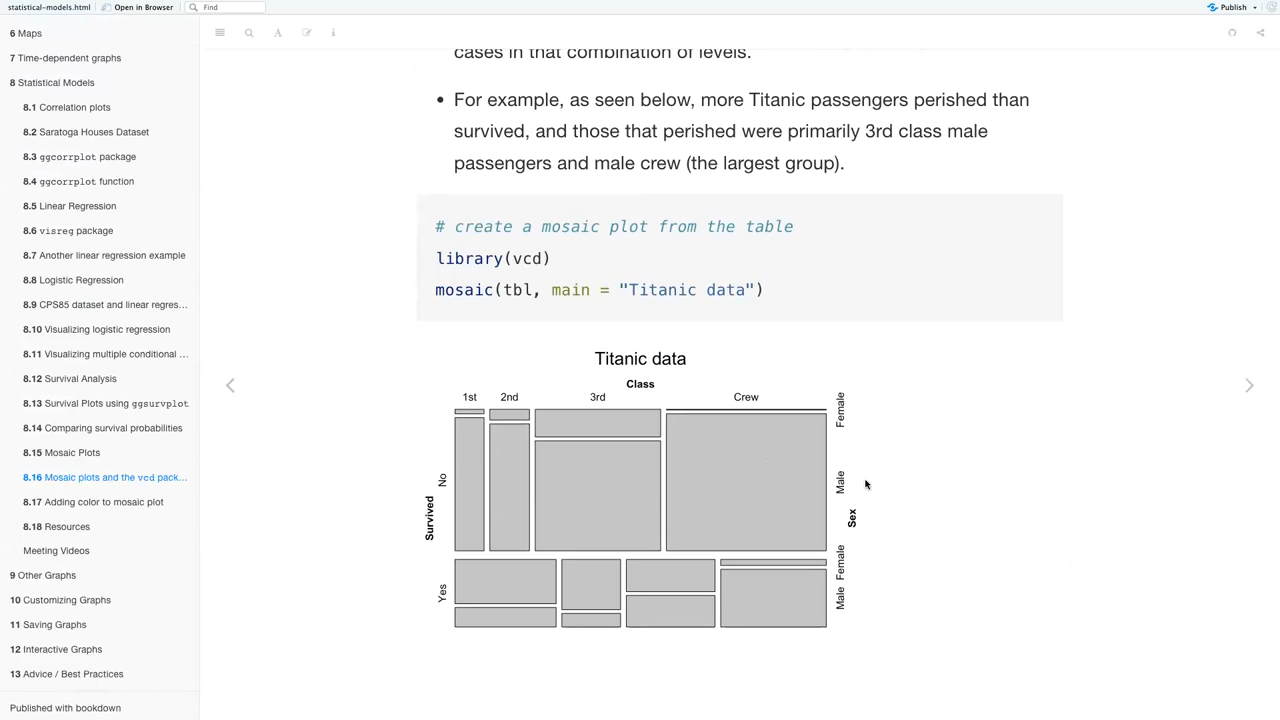 statistical-models.html Open in Browser Find Publish
6 Maps
7 Time-dependent graphs
8 Statistical Models
8.1 Correlation plots
8.2 Saratoga Houses Dataset
8.3 ggcorrplot package
8.4 ggcorrplot function
8.5 Linear Regression
8.6 visreg package
8.7 Another linear regression example
8.8 Logistic Regression
8.9 CPS85 dataset and linear regres…
8.10 Visualizing logistic regression
8.11 Visualizing multiple conditional …
8.12 Survival Analysis
8.13 Survival Plots using ggsurvplot
8.14 Comparing survival probabilities
8.15 Mosaic Plots
8.16 Mosaic plots and the vcd pack…
8.17 Adding color to mosaic plot
8.18 Resources
Meeting Videos
9 Other Graphs
10 Customizing Graphs
11 Saving Graphs
12 Interactive Graphs
13 Advice / Best Practices
Published with bookdown
cases in that combination of levels.
• For example, as seen below, more Titanic passengers perished than
survived, and those that perished were primarily 3rd class male
passengers and male crew (the largest group).
# create a mosaic plot from the table
library(vcd)
mosaic(tbl, main = "Titanic data")
Titanic data
Class
1st 2nd 3rd Crew
Survived
No
Yes
Female
Male
Sex
Female
Male